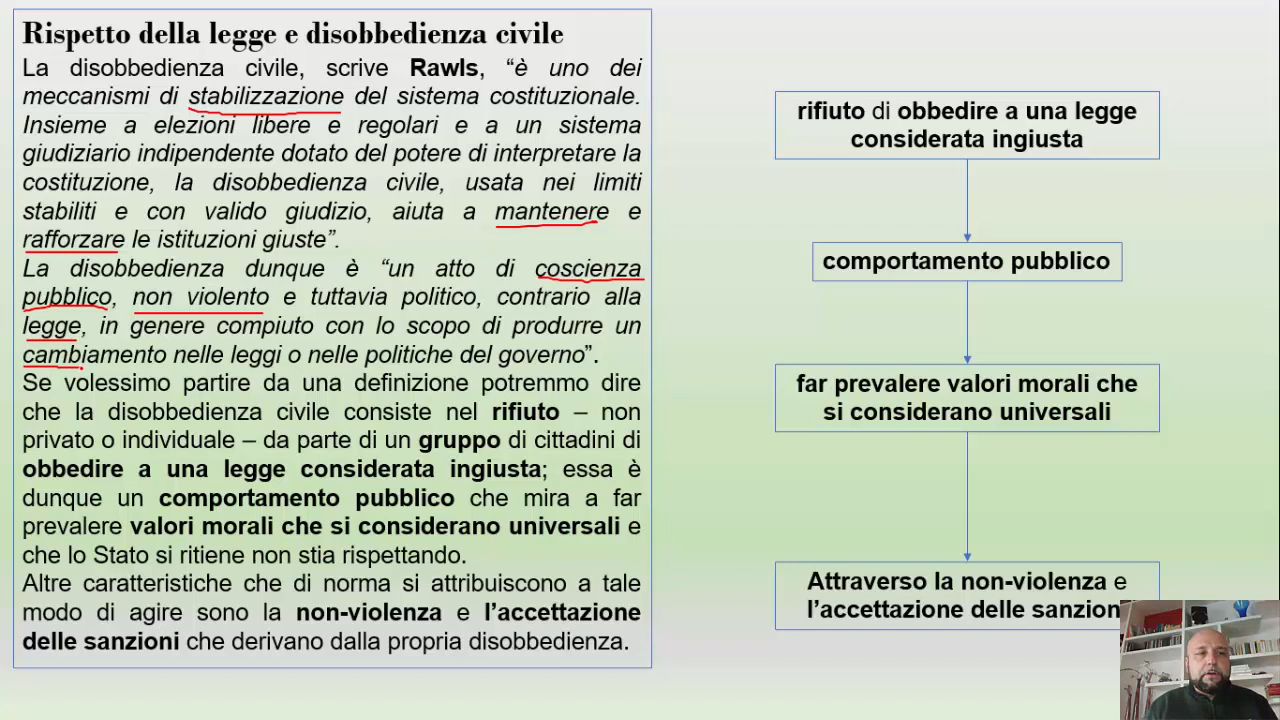 Rispetto della legge e disobbedienza civile
La disobbedienza civile, scrive Rawls, “è uno dei
meccanismi di stabilizzazione del sistema costituzionale.
Insieme a elezioni libere e regolari e a un sistema
giudiziario indipendente dotato del potere di interpretare la
costituzione, la disobbedienza civile, usata nei limiti
stabiliti e con valido giudizio, aiuta a mantenere e
rafforzare le istituzioni giuste”.
La disobbedienza dunque è “un atto di coscienza
pubblico, non violento e tuttavia politico, contrario alla
legge, in genere compiuto con lo scopo di produrre un
cambiamento nelle leggi o nelle politiche del governo”.
Se volessimo partire da una definizione potremmo dire
che la disobbedienza civile consiste nel rifiuto – non
privato o individuale – da parte di un gruppo di cittadini di
obbedire a una legge considerata ingiusta; essa è
dunque un comportamento pubblico che mira a far
prevalere valori morali che si considerano universali e
che lo Stato si ritiene non stia rispettando.
Altre caratteristiche che di norma si attribuiscono a tale
modo di agire sono la non-violenza e l’accettazione
delle sanzioni che derivano dalla propria disobbedienza.
rifiuto di obbedire a una legge
considerata ingiusta
comportamento pubblico
far prevalere valori morali che
si considerano universali
Attraverso la non-violenza e
l’accettazione delle sanzion